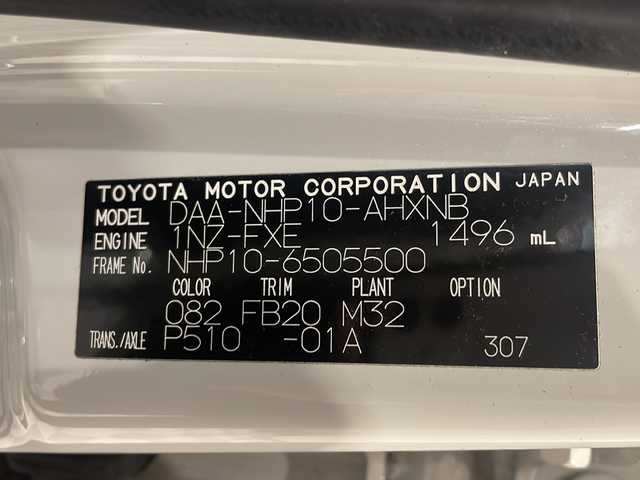 TOYOTA MOTOR CORPORATION JAPAN
MODEL DAA-NHP10-AHXNB
ENGINE 1NZ-FXE 1496 mL
FRAME No. NHP10-6505500
COLOR TRIM PLANT OPTION
082 FB20 M32
TRANS./AXLE P510 -01A 307